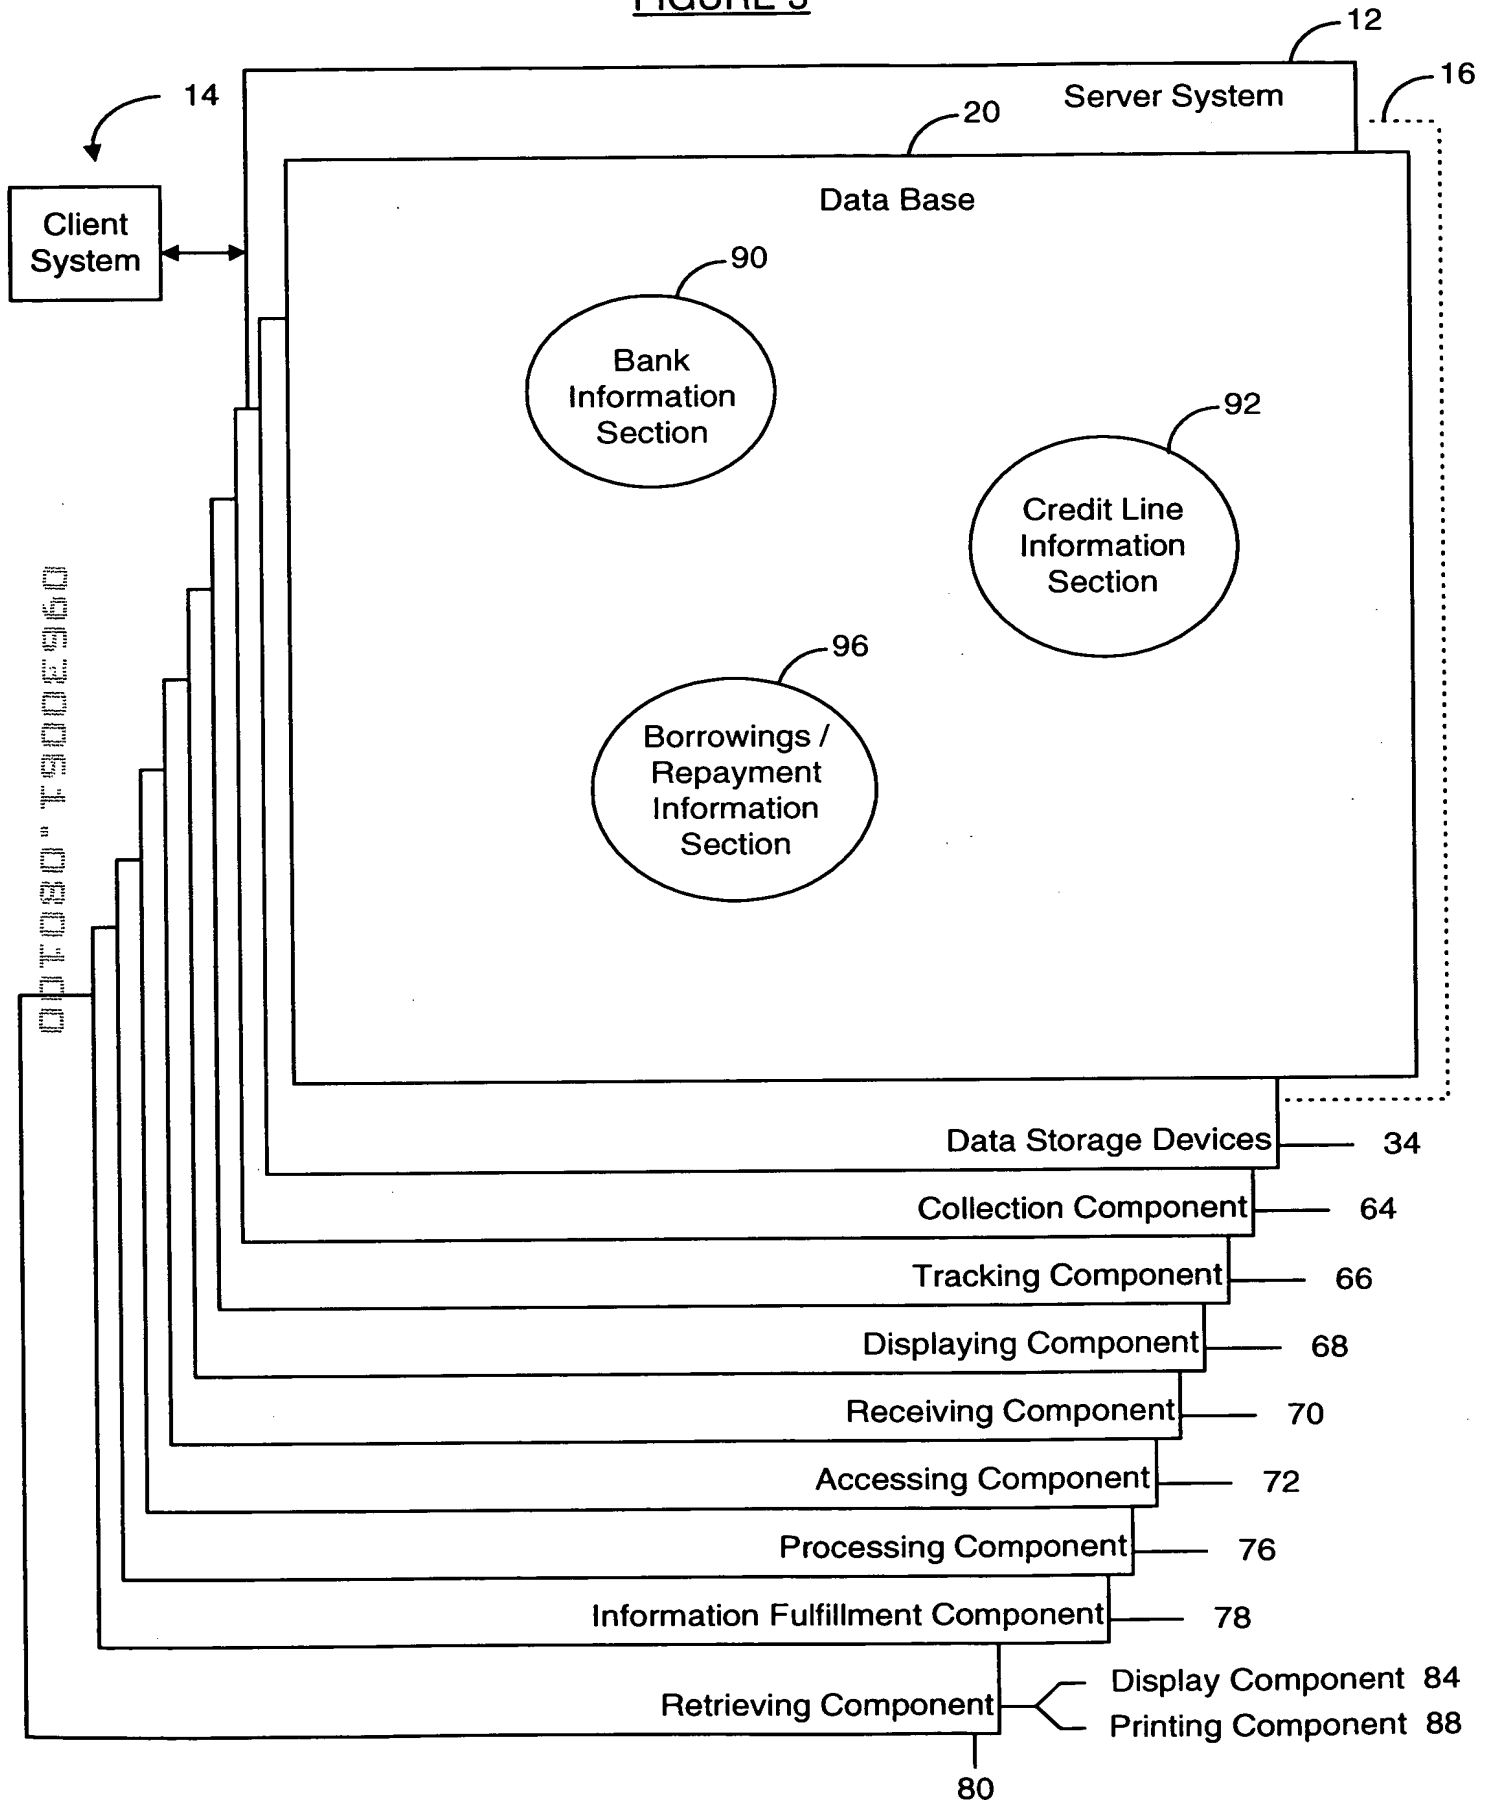 FIGURE 3
12
Server System
16
14
20
Data Base
Client
System
90
Bank
Information
Section
92
Credit Line
Information
Section
96
Borrowings /
Repayment
Information
Section
Data Storage Devices
34
Collection Component
64
Tracking Component
66
Displaying Component
68
Receiving Component
70
Accessing Component
72
Processing Component
76
Information Fulfillment Component
78
Retrieving Component
Display Component 84
Printing Component 88
80